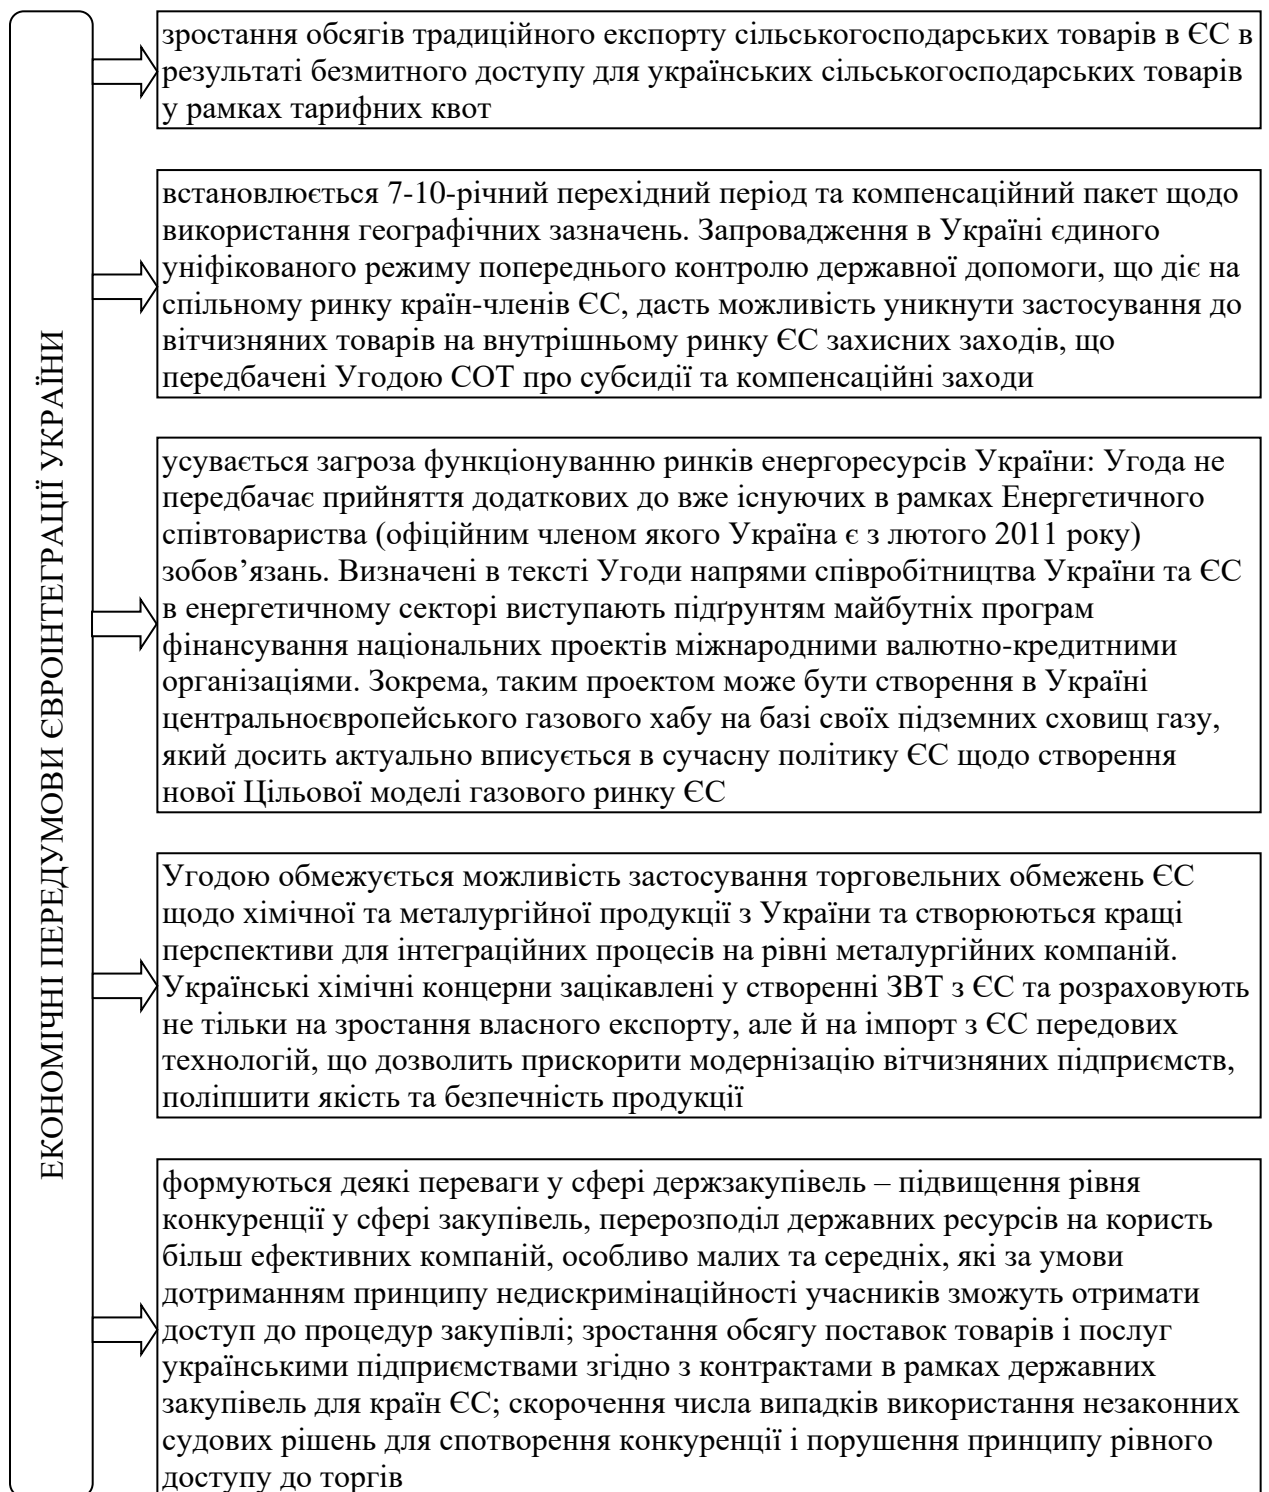 ЕКОНОМІЧНІ ПЕРЕДУМОВИ ЄВРОІНТЕГРАЦІЇ УКРАЇНИ
зростання обсягів традиційного експорту сільськогосподарських товарів в ЄС в
результаті безмитного доступу для українських сільськогосподарських товарів
у рамках тарифних квот
встановлюється 7-10-річний перехідний період та компенсаційний пакет щодо
використання географічних зазначень. Запровадження в Україні єдиного
уніфікованого режиму попереднього контролю державної допомоги, що діє на
спільному ринку країн-членів ЄС, дасть можливість уникнути застосування до
вітчизняних товарів на внутрішньому ринку ЄС захисних заходів, що
передбачені Угодою СОТ про субсидії та компенсаційні заходи
усувається загроза функціонуванню ринків енергоресурсів України: Угода не
передбачає прийняття додаткових до вже існуючих в рамках Енергетичного
співтовариства (офіційним членом якого Україна є з лютого 2011 року)
зобов’язань. Визначені в тексті Угоди напрями співробітництва України та ЄС
в енергетичному секторі виступають підґрунтям майбутніх програм
фінансування національних проектів міжнародними валютно-кредитними
організаціями. Зокрема, таким проектом може бути створення в Україні
центральноєвропейського газового хабу на базі своїх підземних сховищ газу,
який досить актуально вписується в сучасну політику ЄС щодо створення
нової Цільової моделі газового ринку ЄС
Угодою обмежується можливість застосування торговельних обмежень ЄС
щодо хімічної та металургійної продукції з України та створюються кращі
перспективи для інтеграційних процесів на рівні металургійних компаній.
Українські хімічні концерни зацікавлені у створенні ЗВТ з ЄС та розраховують
не тільки на зростання власного експорту, але й на імпорт з ЄС передових
технологій, що дозволить прискорити модернізацію вітчизняних підприємств,
поліпшити якість та безпечність продукції
формуються деякі переваги у сфері держзакупівель – підвищення рівня
конкуренції у сфері закупівель, перерозподіл державних ресурсів на користь
більш ефективних компаній, особливо малих та середніх, які за умови
дотриманням принципу недискримінаційності учасників зможуть отримати
доступ до процедур закупівлі; зростання обсягу поставок товарів і послуг
українськими підприємствами згідно з контрактами в рамках державних
закупівель для країн ЄС; скорочення числа випадків використання незаконних
судових рішень для спотворення конкуренції і порушення принципу рівного
доступу до торгів